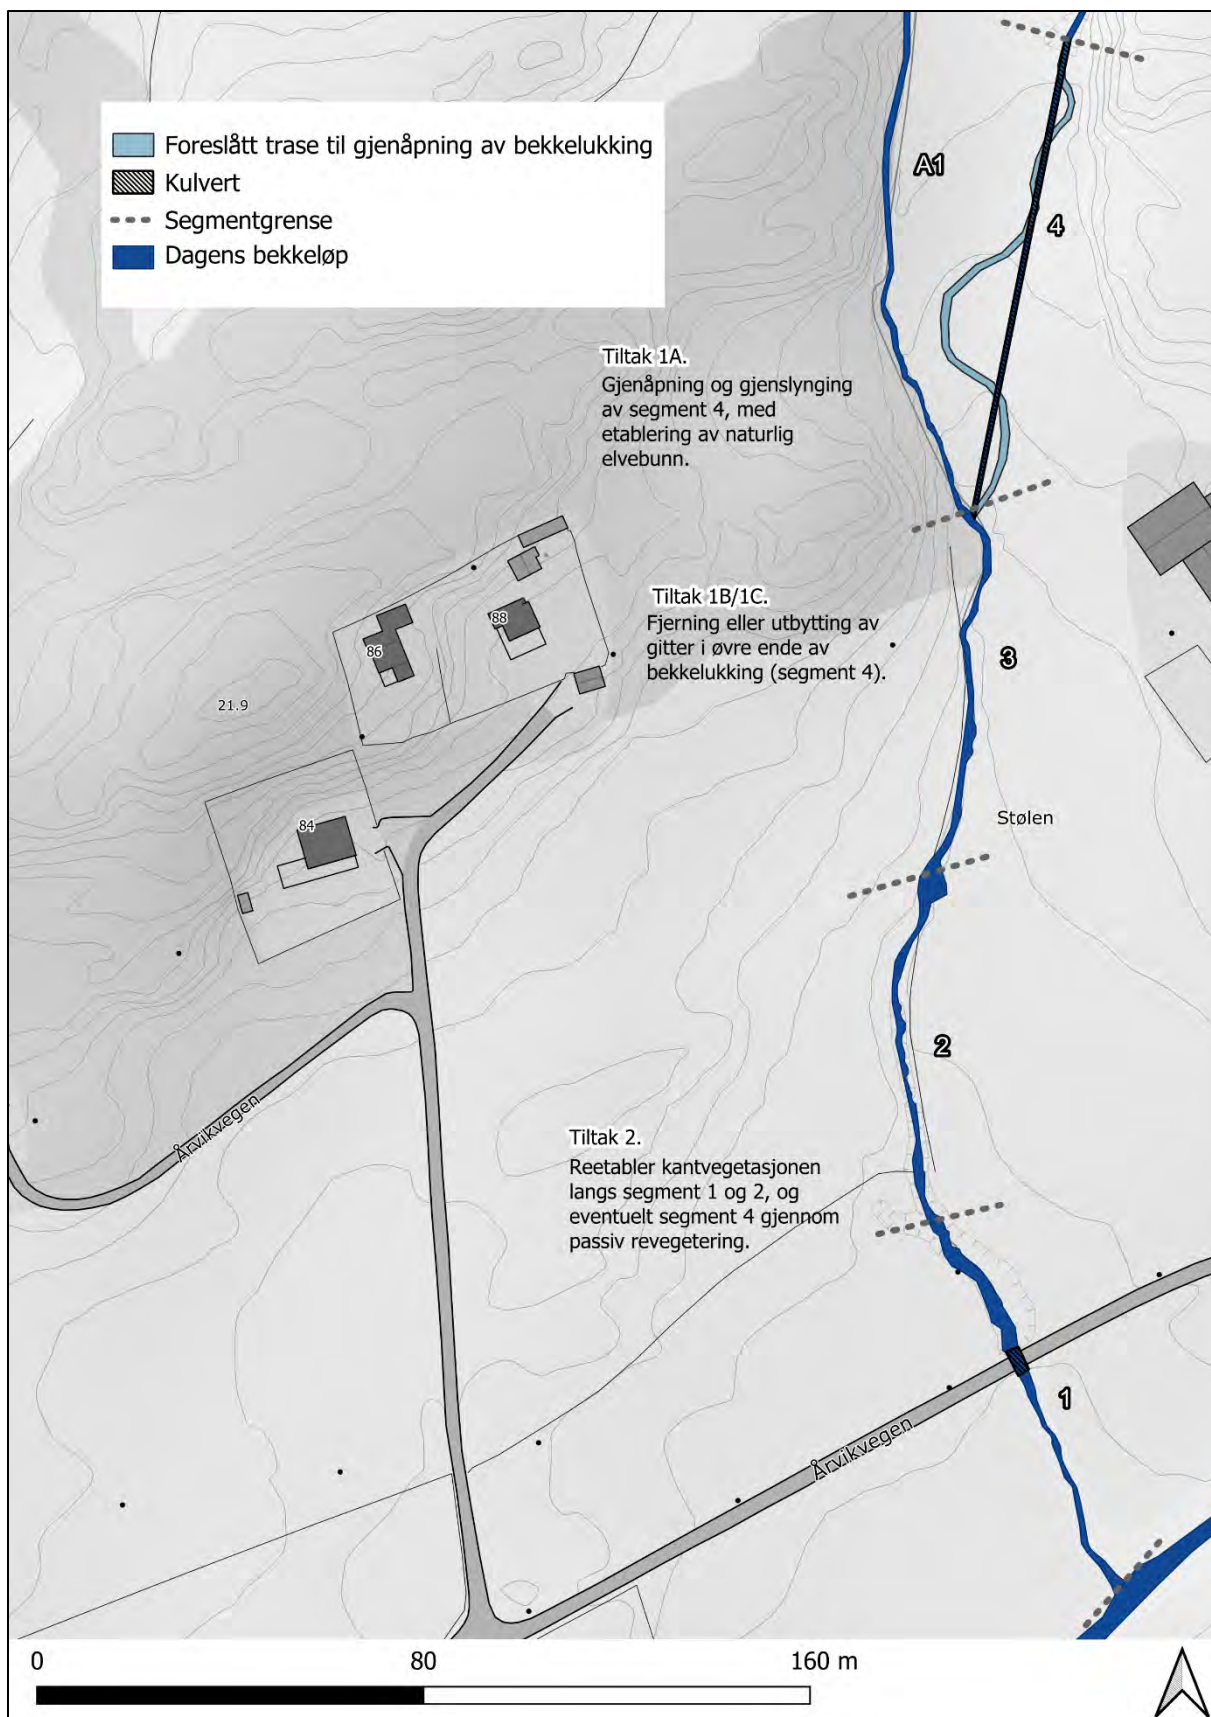 Foreslått trase til gjenåpning av bekkelukking
Kulvert
Segmentgrense
Dagens bekkeløp
A1
4
Tiltak 1A.
Gjenåpning og gjenslynging
av segment 4, med
etablering av naturlig
elvebunn.
Tiltak 1B/1C.
Fjerning eller utbytting av
gitter i øvre ende av
bekkelukking (segment 4).
88
86
3
21.9
84
Stølen
2
Årvikvegen
Tiltak 2.
Reetabler kantvegetasjonen
langs segment 1 og 2, og
eventuelt segment 4 gjennom
passiv revegetering.
1
Årvikvegen
0 80 160 m